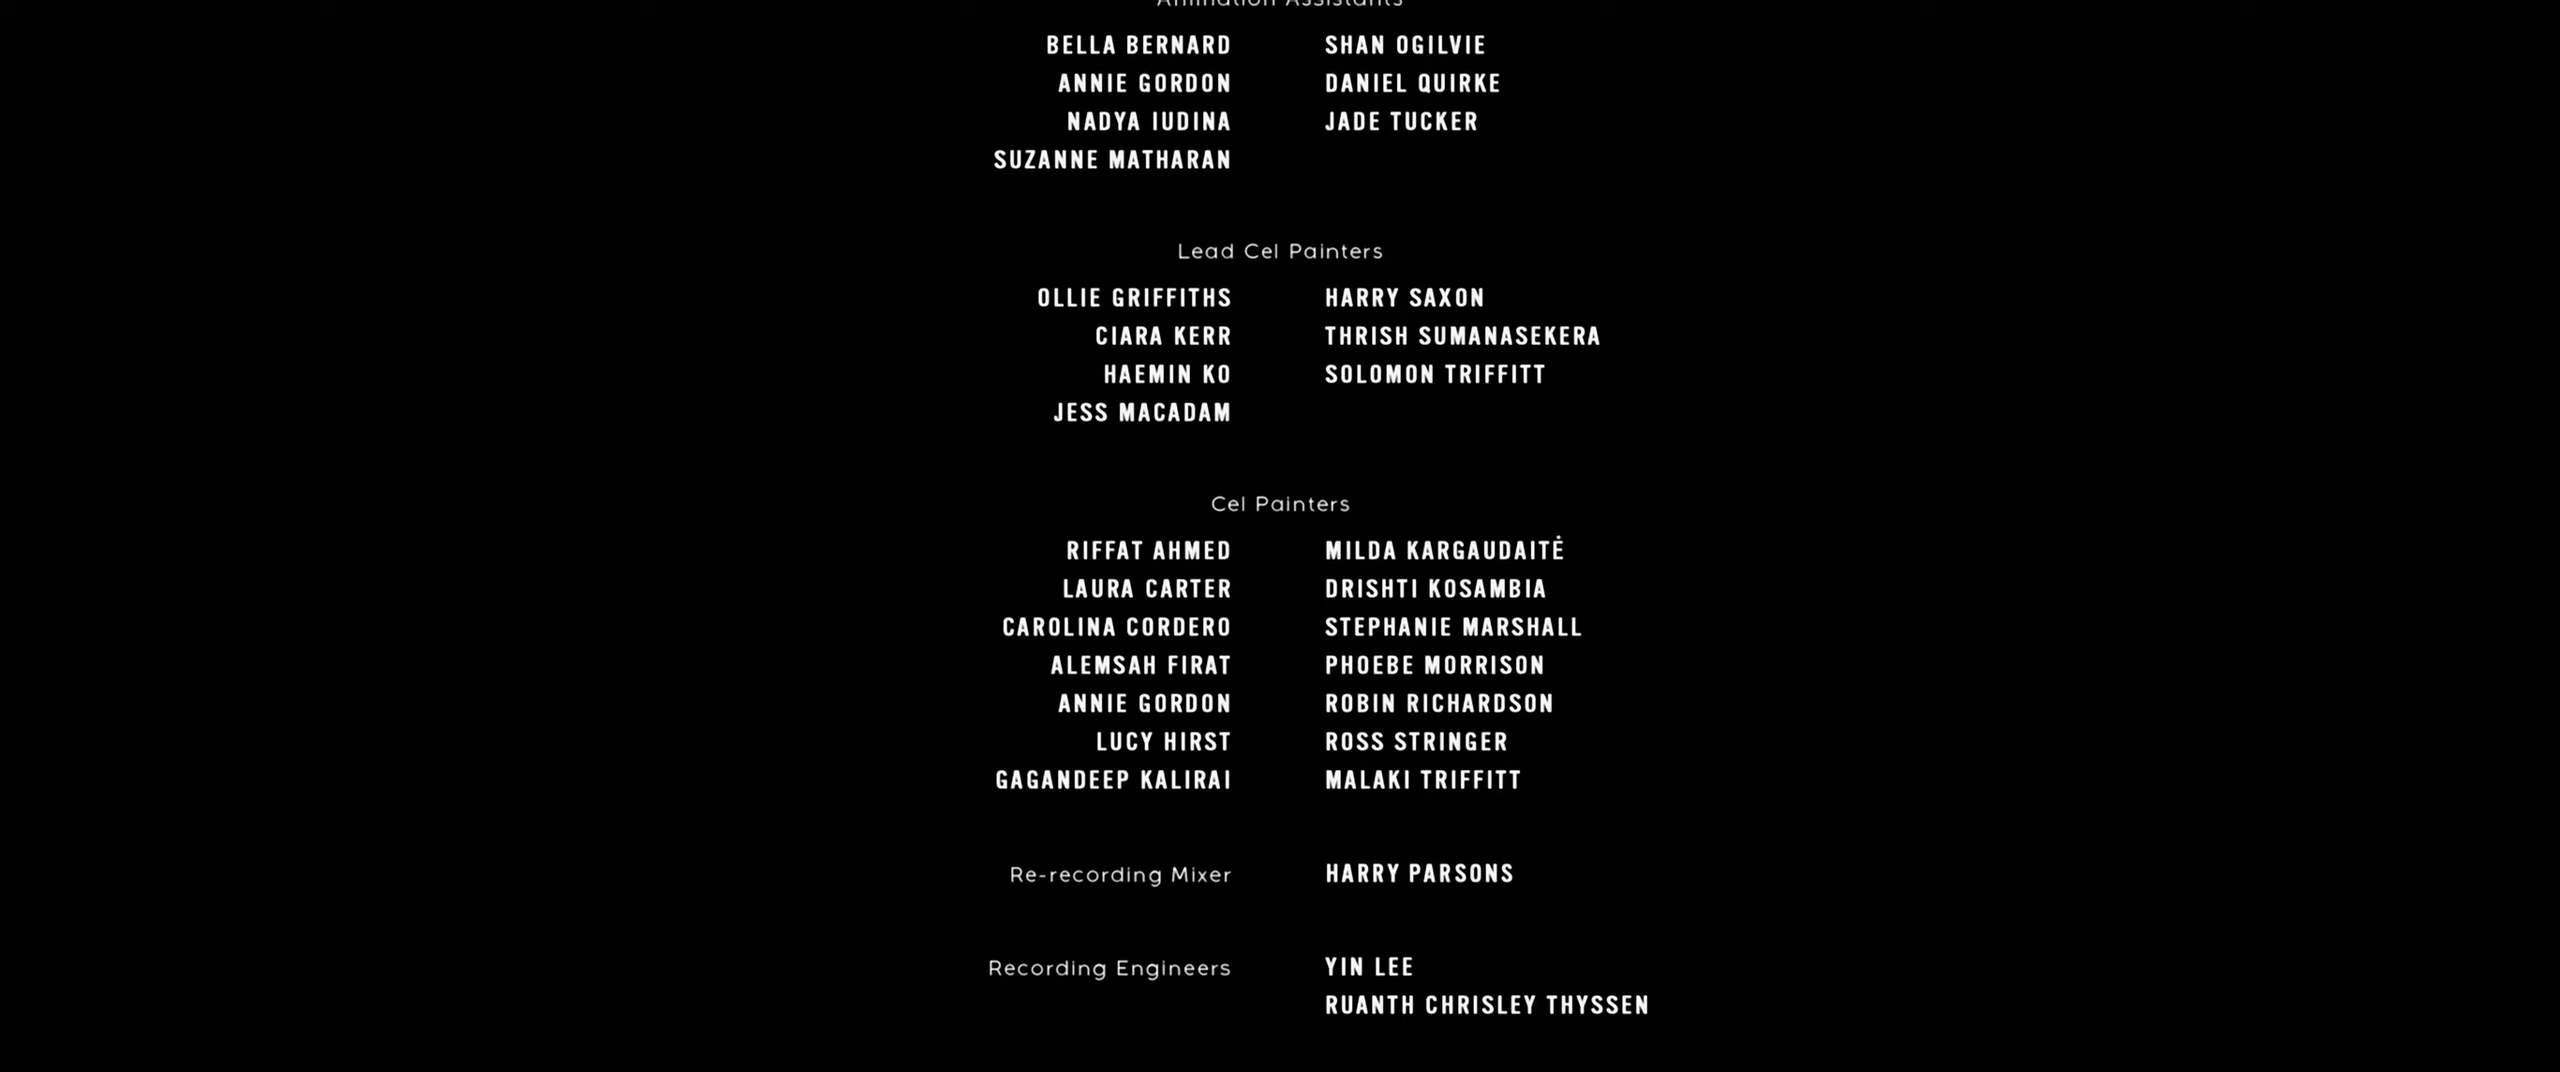 Animation Assistants
BELLA BERNARD SHAN OGILVIE
ANNIE GORDON DANIEL QUIRKE
NADYA IUDINA JADE TUCKER
SUZANNE MATHARAN
Lead Cel Painters
OLLIE GRIFFITHS HARRY SAXON
CIARA KERR THRISH SUMANASEKERA
HAEMIN KO SOLOMON TRIFFITT
JESS MACADAM
Cel Painters
RIFFAT AHMED MILDA KARGAUDAITĖ
LAURA CARTER DRISHTI KOSAMBIA
CAROLINA CORDERO STEPHANIE MARSHALL
ALEMSAH FIRAT PHOEBE MORRISON
ANNIE GORDON ROBIN RICHARDSON
LUCY HIRST ROSS STRINGER
GAGANDEEP KALIRAI MALAKI TRIFFITT
Re-recording Mixer HARRY PARSONS
Recording Engineers YIN LEE
RUANTH CHRISLEY THYSSEN